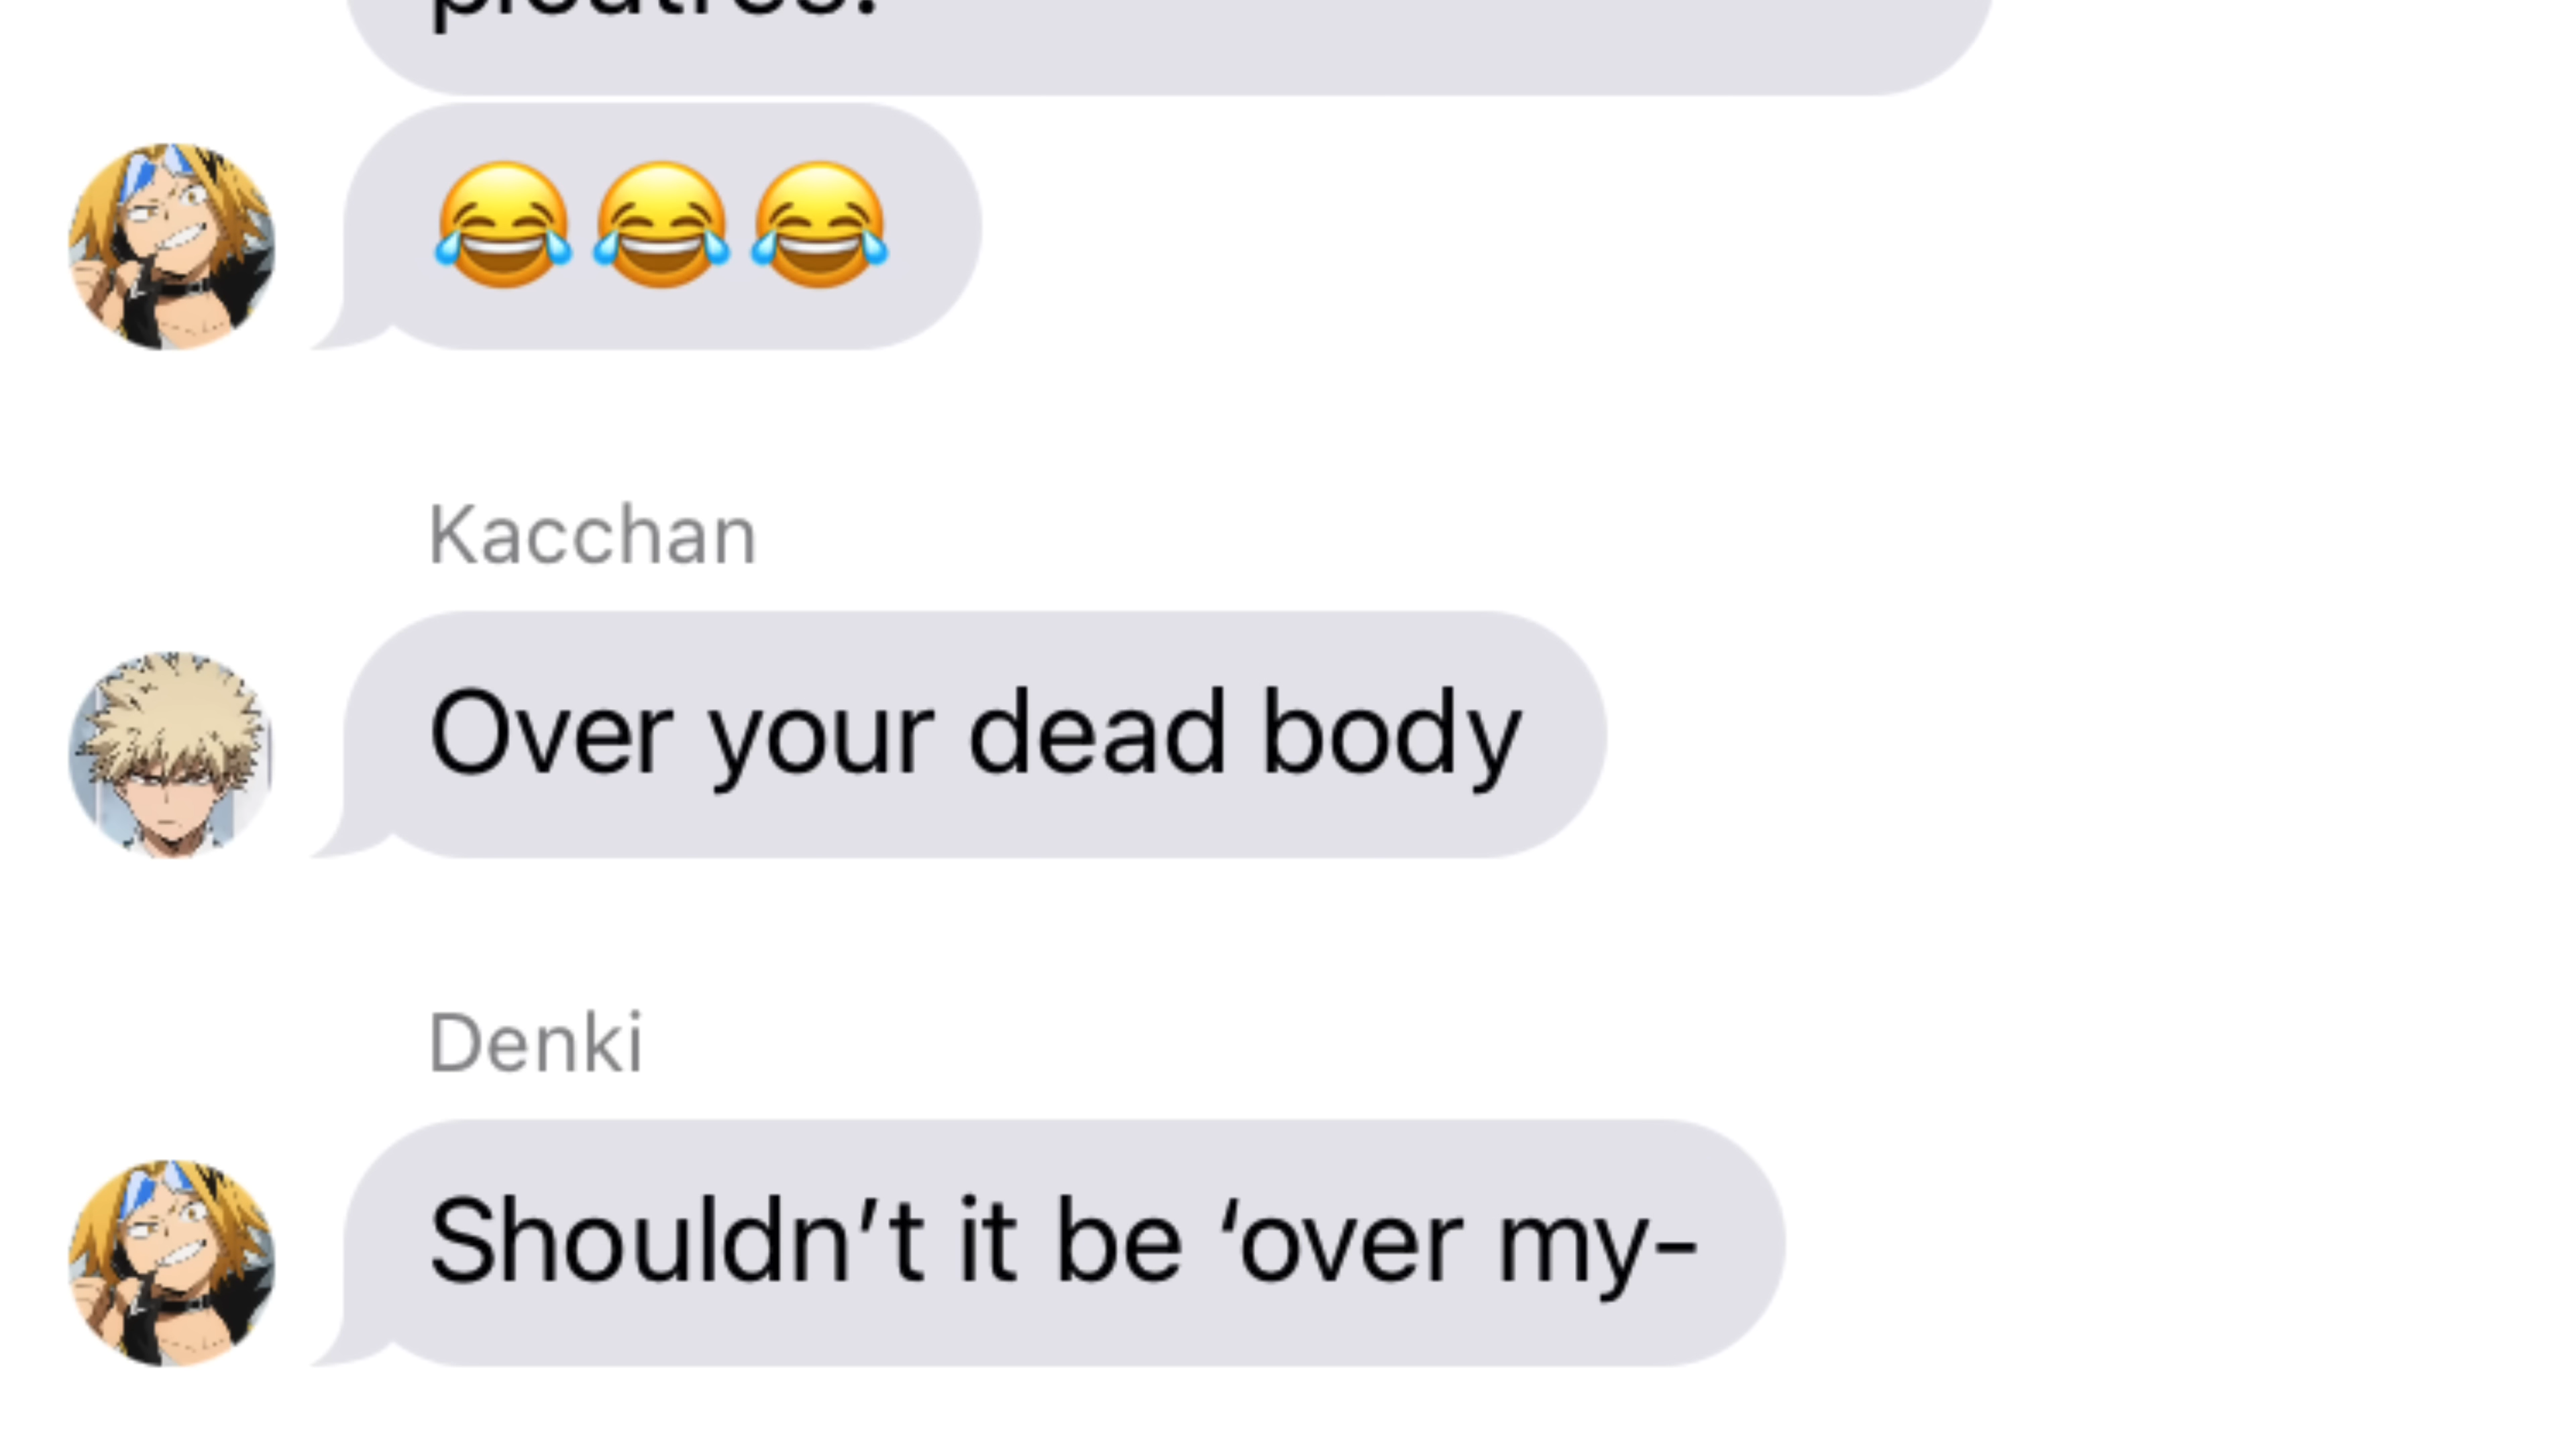 😂😂😂
Kacchan
Over your dead body
Denki
Shouldn’t it be ‘over my-